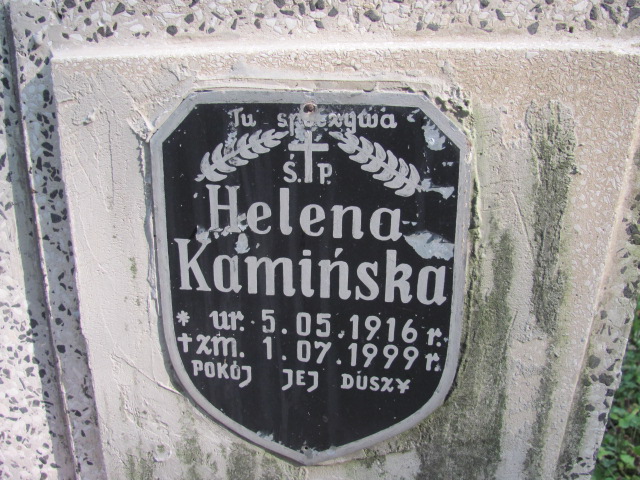 Tu spoczywa
Ś.P.
Helena
Kamińska
* ur. 5.05.1916 r.
✝ zm. 1.07.1999 r.
POKÓJ JEJ DUSZY